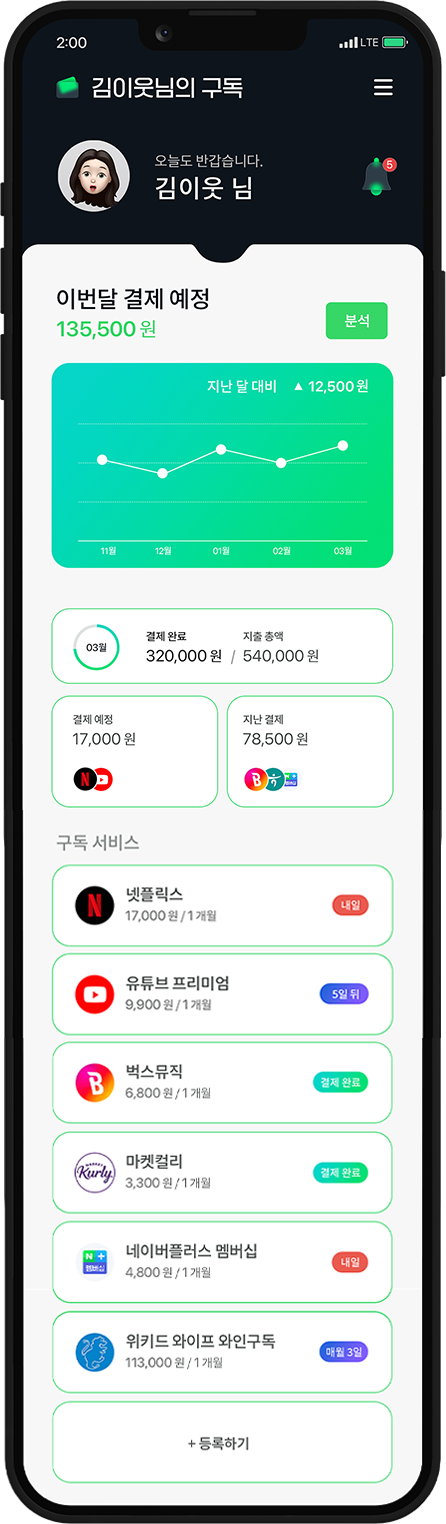 2:00
LTE
김이웃님의 구독
오늘도 반갑습니다.
김이웃 님
5
이번달 결제 예정
135,500 원
분석
지난 달 대비 ▲ 12,500 원
11월 12월 01월 02월 03월
03월
결제 완료 지출 총액
320,000 원 / 540,000 원
결제 예정
17,000 원
지난 결제
78,500 원
구독 서비스
넷플릭스
17,000 원 / 1 개월
내일
유튜브 프리미엄
9,900 원 / 1 개월
5일 뒤
벅스뮤직
6,800 원 / 1 개월
결제 완료
MARKET
Kurly
마켓컬리
3,300 원 / 1 개월
결제 완료
N +
멤버십
네이버플러스 멤버십
4,800 원 / 1 개월
내일
위키드 와이프 와인구독
113,000 원 / 1 개월
매월 3일
+ 등록하기